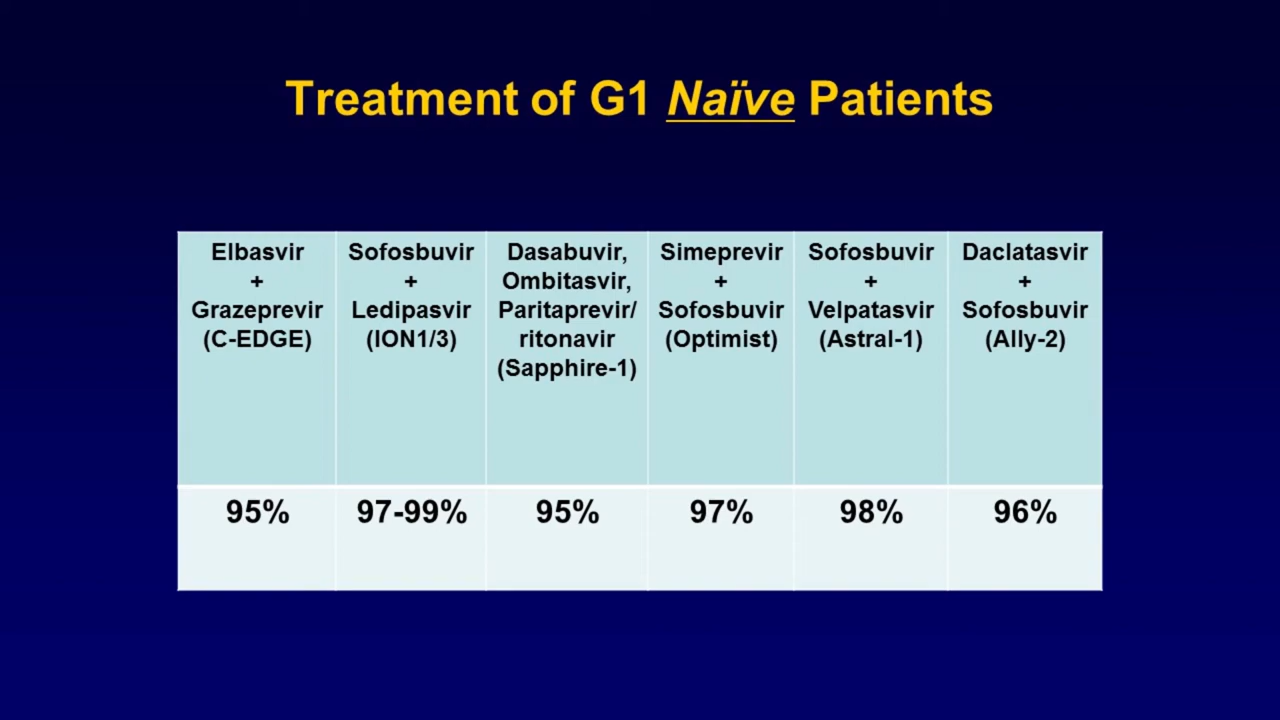 Treatment of G1 Naïve Patients
Elbasvir
+
Grazeprevir
(C-EDGE)
Sofosbuvir
+
Ledipasvir
(ION1/3)
Dasabuvir,
Ombitasvir,
Paritaprevir/
ritonavir
(Sapphire-1)
Simeprevir
+
Sofosbuvir
(Optimist)
Sofosbuvir
+
Velpatasvir
(Astral-1)
Daclatasvir
+
Sofosbuvir
(Ally-2)
95%
97-99%
95%
97%
98%
96%